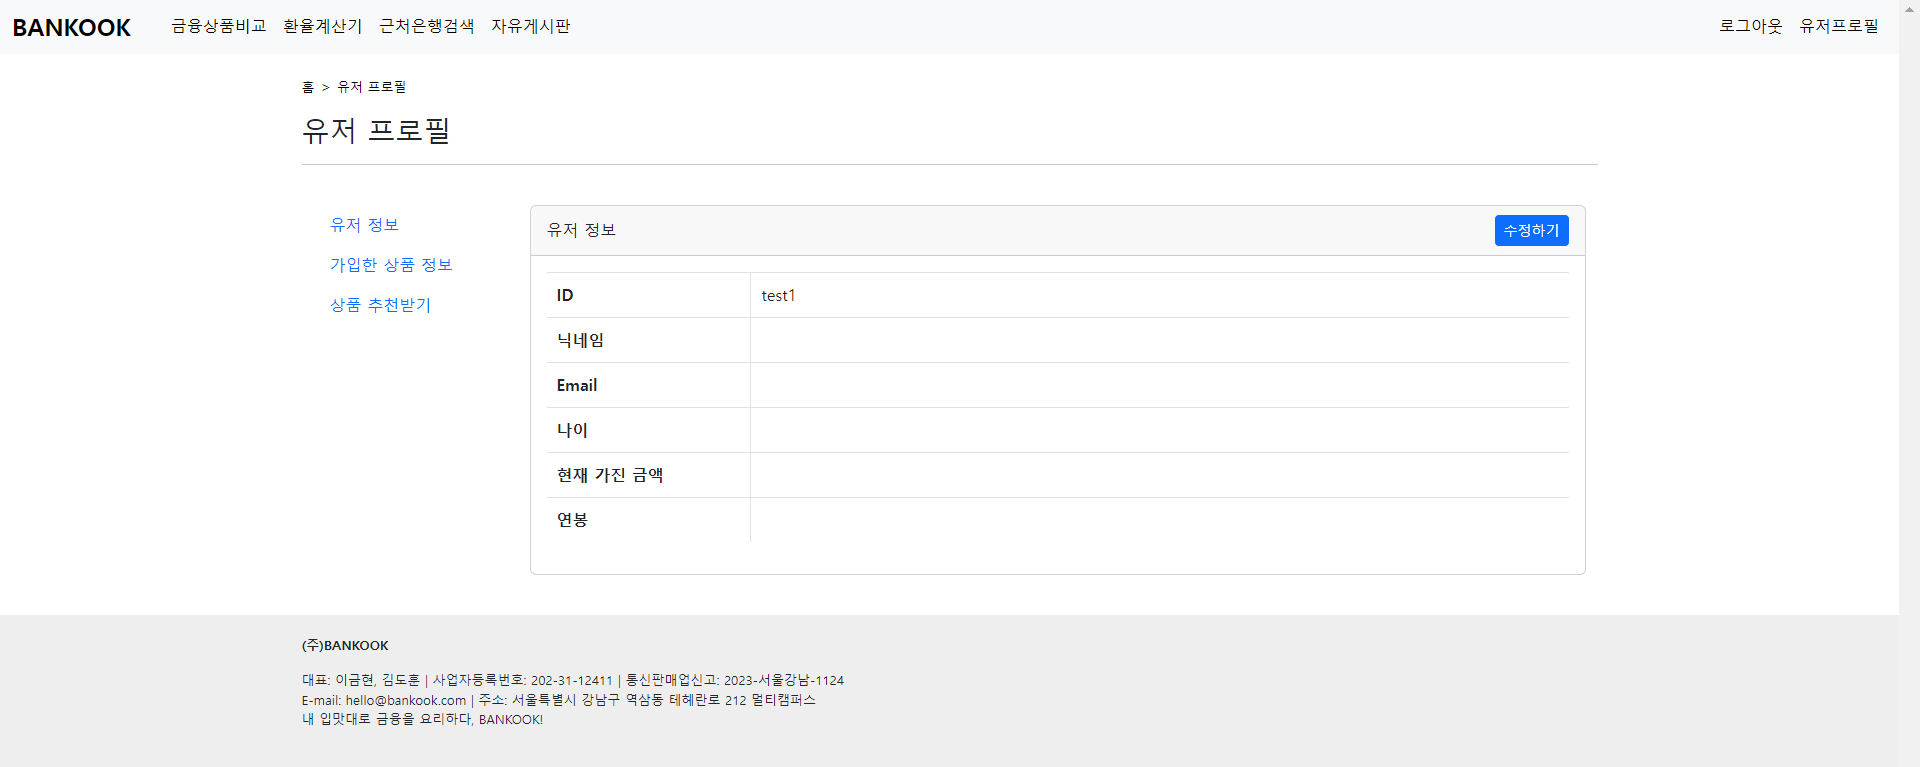 BANKOOK 금융상품비교 환율계산기 근처은행검색 자유게시판 로그아웃 유저프로필
홈 > 유저 프로필
유저 프로필
유저 정보
가입한 상품 정보
상품 추천받기
유저 정보 수정하기
ID test1
닉네임
Email
나이
현재 가진 금액
연봉
(주)BANKOOK
대표: 이금현, 김도훈 | 사업자등록번호: 202-31-12411 | 통신판매업신고: 2023-서울강남-1124
E-mail: hello@bankook.com | 주소: 서울특별시 강남구 역삼동 테헤란로 212 멀티캠퍼스
내 입맛대로 금융을 요리하다, BANKOOK!